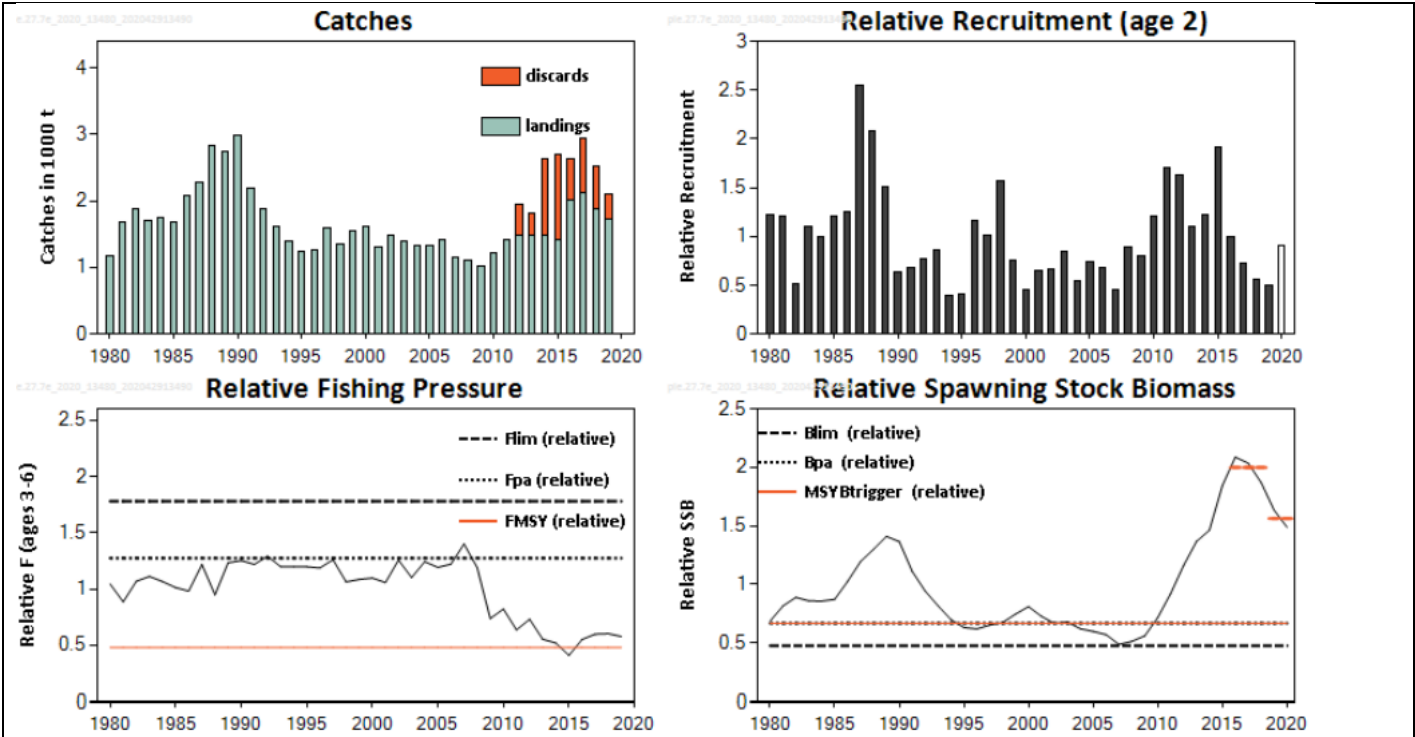 e.27.7e_2020_13480_202042913490
Catches
4
3
2
1
0
Catches in 1000 t
discards
landings
1980 1985 1990 1995 2000 2005 2010 2015 2020
Relative Recruitment (age 2)
3
2.5
2
1.5
1
0.5
0
Relative Recruitment
1980 1985 1990 1995 2000 2005 2010 2015 2020
e.27.7e_2020_13480_202042913490
Relative Fishing Pressure
2.5
2
1.5
1
0.5
0
Relative F (ages 3-6)
Flim (relative)
Fpa (relative)
FMSY (relative)
1980 1985 1990 1995 2000 2005 2010 2015 2020
Relative Spawning Stock Biomass
2.5
2
1.5
1
0.5
0
Relative SSB
Blim (relative)
Bpa (relative)
MSYBtrigger (relative)
1980 1985 1990 1995 2000 2005 2010 2015 2020